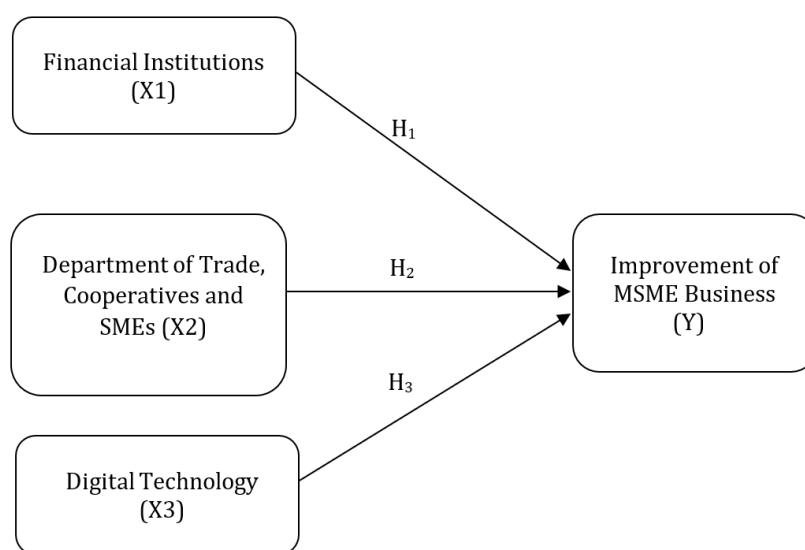 Financial Institutions
(X1)
H₁
Department of Trade,
Cooperatives and
SMEs (X2)
H₂
Improvement of
MSME Business
(Y)
H₃
Digital Technology
(X3)